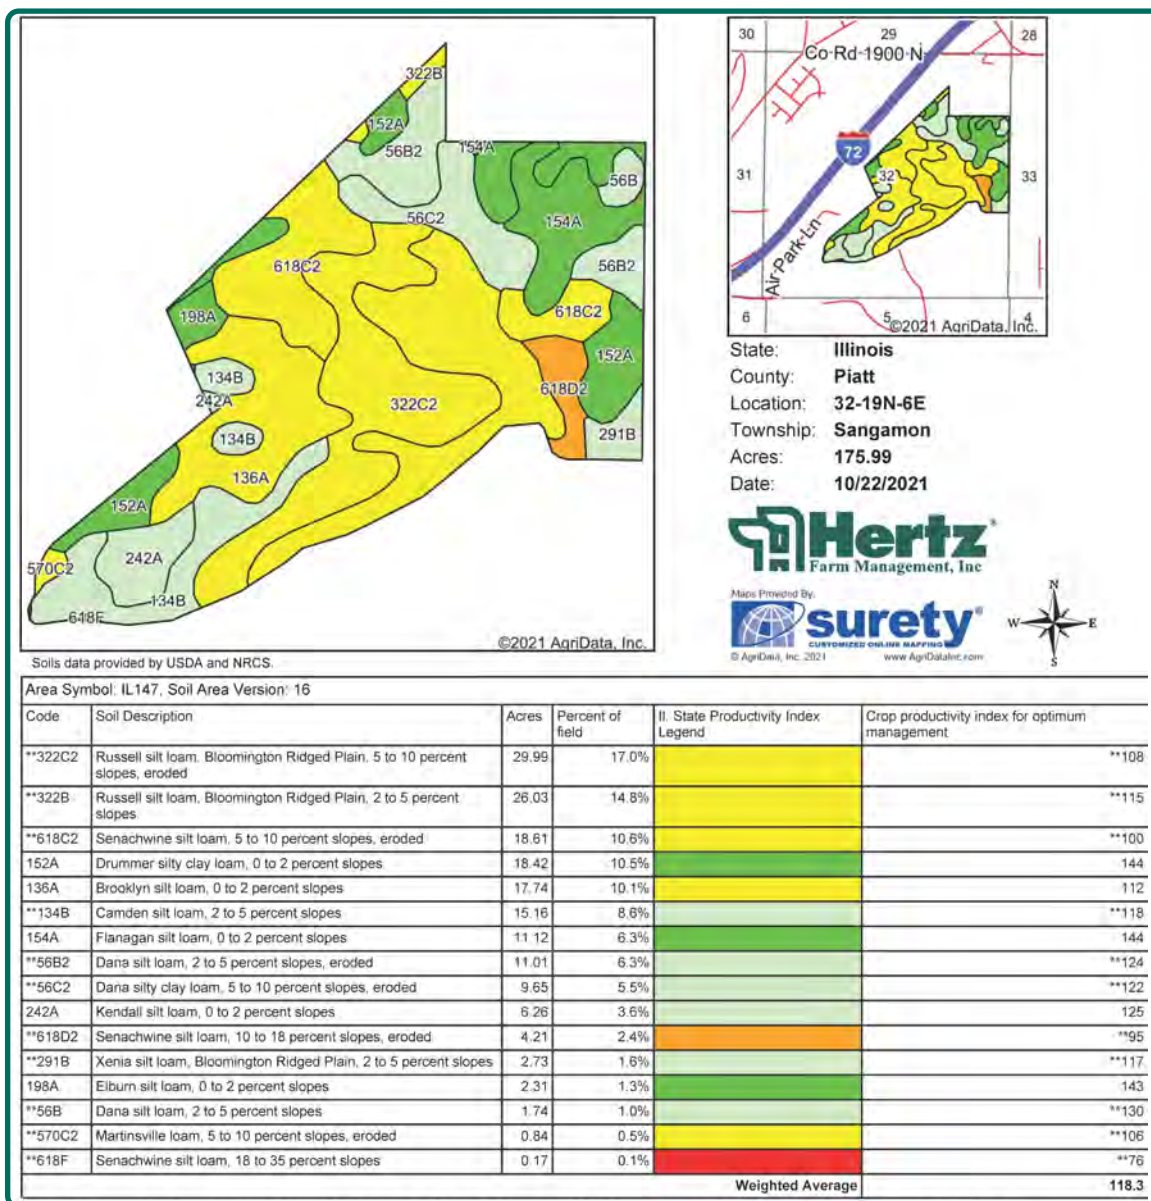 322B
152A
154A
56B2
56B
56C2
154A
618C2
56B2
618C2
198A
152A
134B
618D2
242A
322C2
134B
291B
136A
152A
242A
570C2
134B
618F
©2021 AgriData, Inc.
Soils data provided by USDA and NRCS.
30 29 28
Co Rd 1900 N
72
31 32 33
Air Park Ln
6 5 4
©2021 AgriData, Inc.
State: Illinois
County: Piatt
Location: 32-19N-6E
Township: Sangamon
Acres: 175.99
Date: 10/22/2021
Hertz®
Farm Management, Inc
Maps Provided By:
surety®
CUSTOMIZED ONLINE MAPPING
© AgriData, Inc. 2021 www.AgriDataInc.com
N
W E
S
Area Symbol: IL147, Soil Area Version: 16
Code Soil Description Acres Percent of field II. State Productivity Index Legend Crop productivity index for optimum management
**322C2 Russell silt loam, Bloomington Ridged Plain, 5 to 10 percent slopes, eroded 29.99 17.0% **108
**322B Russell silt loam, Bloomington Ridged Plain, 2 to 5 percent slopes 26.03 14.8% **115
**618C2 Senachwine silt loam, 5 to 10 percent slopes, eroded 18.61 10.6% **100
152A Drummer silty clay loam, 0 to 2 percent slopes 18.42 10.5% 144
136A Brooklyn silt loam, 0 to 2 percent slopes 17.74 10.1% 112
**134B Camden silt loam, 2 to 5 percent slopes 15.16 8.6% **118
154A Flanagan silt loam, 0 to 2 percent slopes 11.12 6.3% 144
**56B2 Dana silt loam, 2 to 5 percent slopes, eroded 11.01 6.3% **124
**56C2 Dana silty clay loam, 5 to 10 percent slopes, eroded 9.65 5.5% **122
242A Kendall silt loam, 0 to 2 percent slopes 6.26 3.6% 125
**618D2 Senachwine silt loam, 10 to 18 percent slopes, eroded 4.21 2.4% **95
**291B Xenia silt loam, Bloomington Ridged Plain, 2 to 5 percent slopes 2.73 1.6% **117
198A Elburn silt loam, 0 to 2 percent slopes 2.31 1.3% 143
**56B Dana silt loam, 2 to 5 percent slopes 1.74 1.0% **130
**570C2 Martinsville loam, 5 to 10 percent slopes, eroded 0.84 0.5% **106
**618F Senachwine silt loam, 18 to 35 percent slopes 0.17 0.1% **76
Weighted Average 118.3